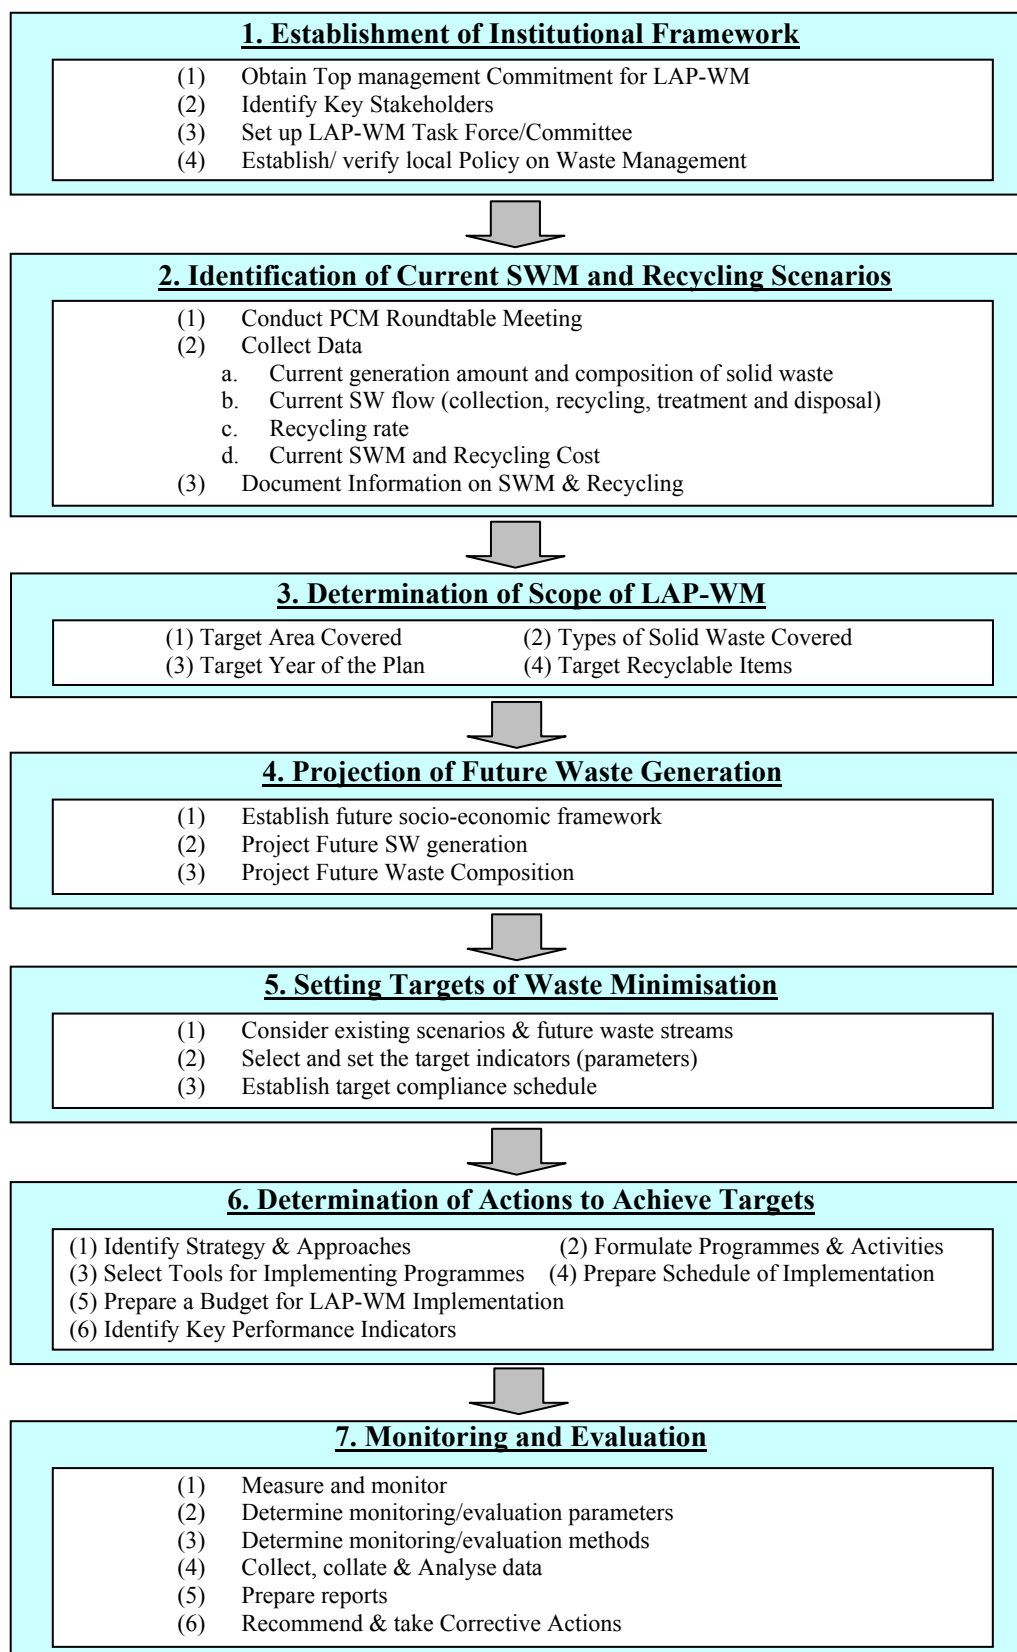 1. Establishment of Institutional Framework
(1) Obtain Top management Commitment for LAP-WM
(2) Identify Key Stakeholders
(3) Set up LAP-WM Task Force/Committee
(4) Establish/ verify local Policy on Waste Management
2. Identification of Current SWM and Recycling Scenarios
(1) Conduct PCM Roundtable Meeting
(2) Collect Data
a. Current generation amount and composition of solid waste
b. Current SW flow (collection, recycling, treatment and disposal)
c. Recycling rate
d. Current SWM and Recycling Cost
(3) Document Information on SWM & Recycling
3. Determination of Scope of LAP-WM
(1) Target Area Covered (2) Types of Solid Waste Covered
(3) Target Year of the Plan (4) Target Recyclable Items
4. Projection of Future Waste Generation
(1) Establish future socio-economic framework
(2) Project Future SW generation
(3) Project Future Waste Composition
5. Setting Targets of Waste Minimisation
(1) Consider existing scenarios & future waste streams
(2) Select and set the target indicators (parameters)
(3) Establish target compliance schedule
6. Determination of Actions to Achieve Targets
(1) Identify Strategy & Approaches (2) Formulate Programmes & Activities
(3) Select Tools for Implementing Programmes (4) Prepare Schedule of Implementation
(5) Prepare a Budget for LAP-WM Implementation
(6) Identify Key Performance Indicators
7. Monitoring and Evaluation
(1) Measure and monitor
(2) Determine monitoring/evaluation parameters
(3) Determine monitoring/evaluation methods
(4) Collect, collate & Analyse data
(5) Prepare reports
(6) Recommend & take Corrective Actions